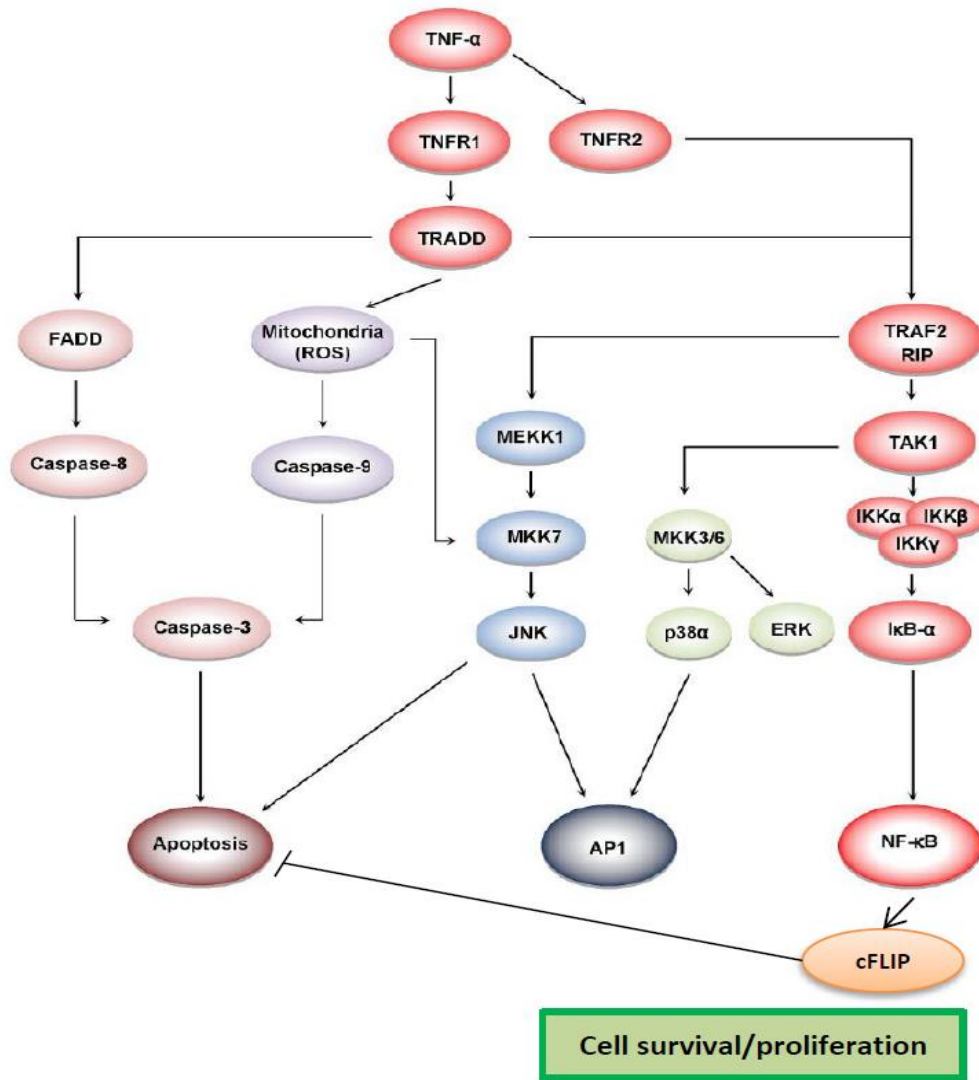 TNF-α
TNFR1
TNFR2
TRADD
FADD
Mitochondria
(ROS)
TRAF2
RIP
MEKK1
TAK1
Caspase-8
Caspase-9
IKKα
IKKβ
IKKγ
MKK7
MKK3/6
Caspase-3
JNK
p38α
ERK
IκB-α
Apoptosis
AP1
NF-κB
cFLIP
Cell survival/proliferation